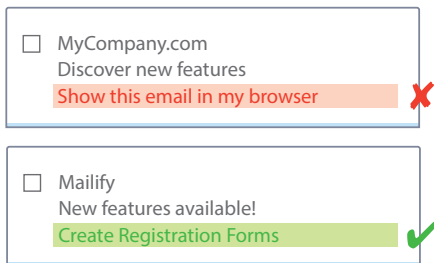 MyCompany.com
Discover new features
Show this email in my browser
Mailify
New features available!
Create Registration Forms